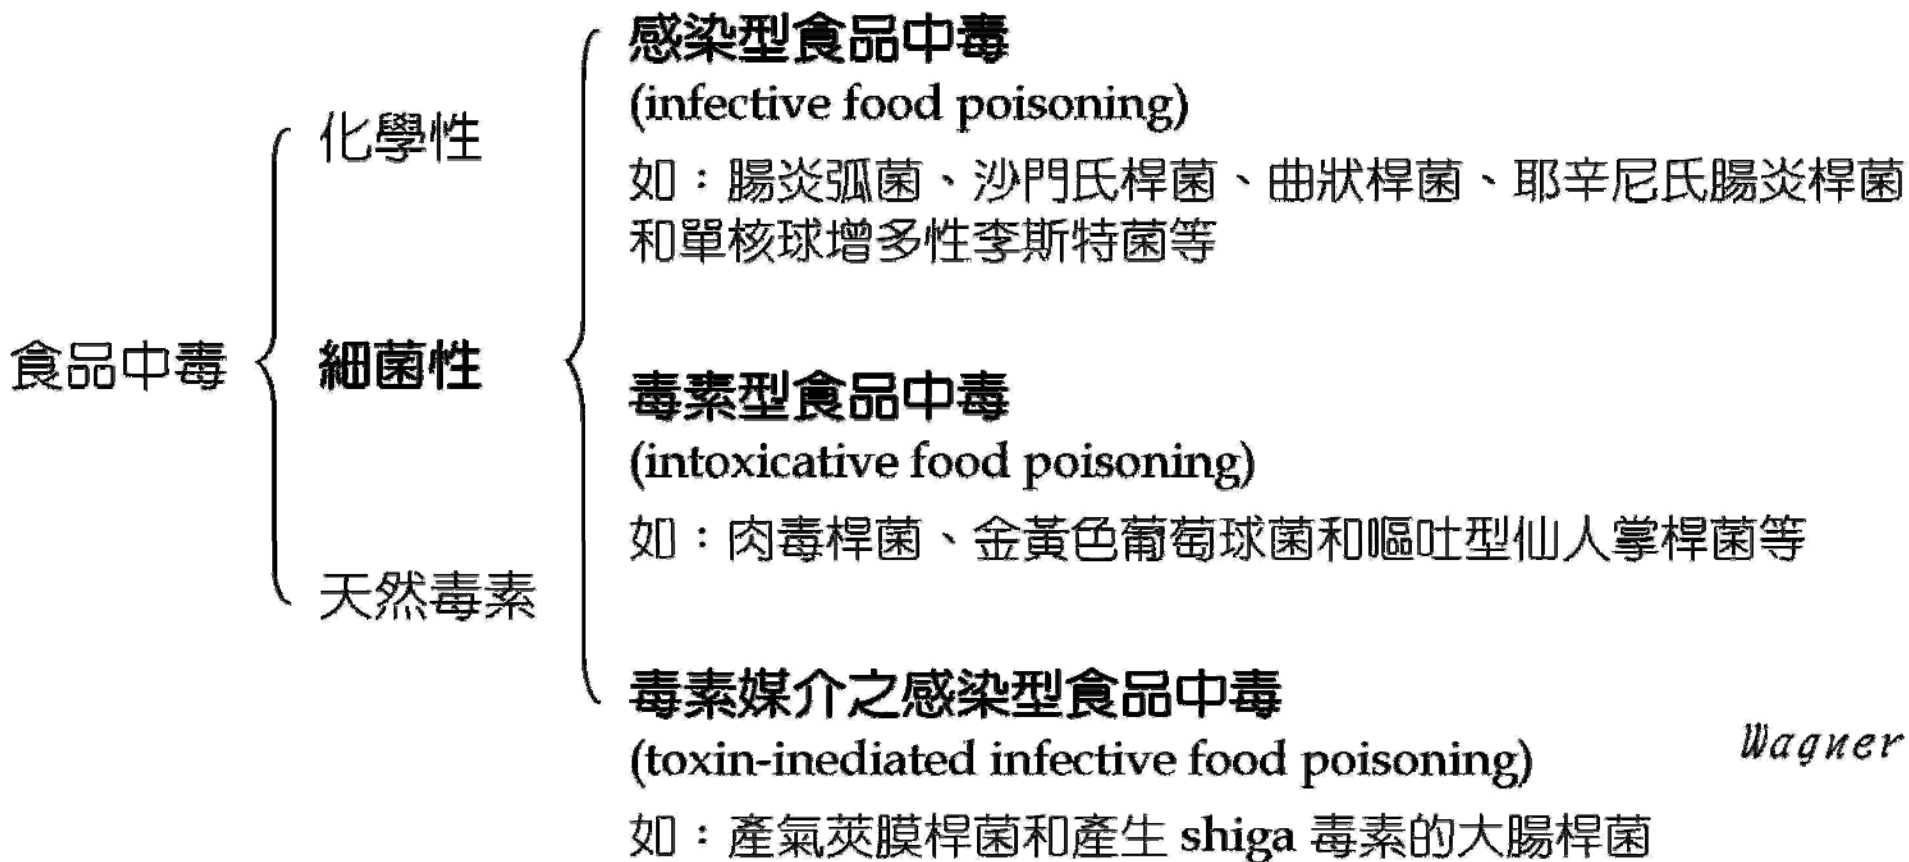 食品中毒
化學性
細菌性
天然毒素
感染型食品中毒
(infective food poisoning)
如：腸炎弧菌、沙門氏桿菌、曲狀桿菌、耶辛尼氏腸炎桿菌
和單核球增多性李斯特菌等
毒素型食品中毒
(intoxicative food poisoning)
如：肉毒桿菌、金黃色葡萄球菌和嘔吐型仙人掌桿菌等
毒素媒介之感染型食品中毒
(toxin-inediated infective food poisoning)
如：產氣莢膜桿菌和產生 shiga 毒素的大腸桿菌
Wagner